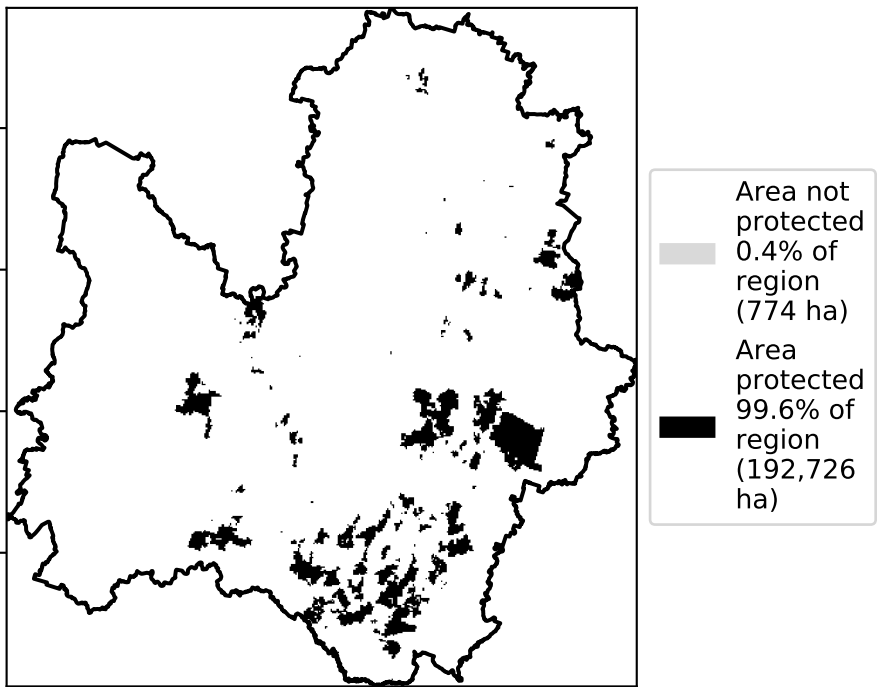 Area not
protected
0.4% of
region
(774 ha)
Area
protected
99.6% of
region
(192,726
ha)